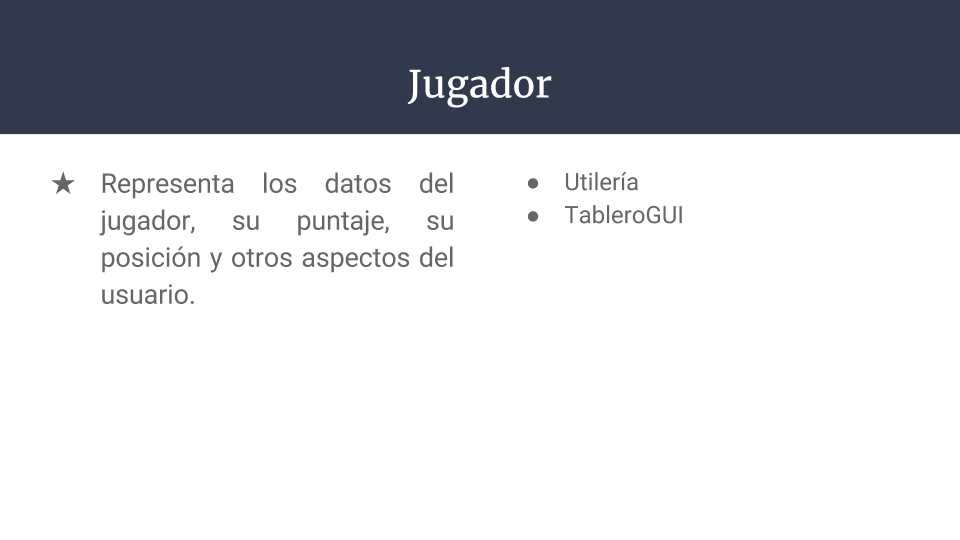 Jugador
★ Representa los datos del
jugador, su puntaje, su
posición y otros aspectos del
usuario.
● Utilería
● TableroGUI